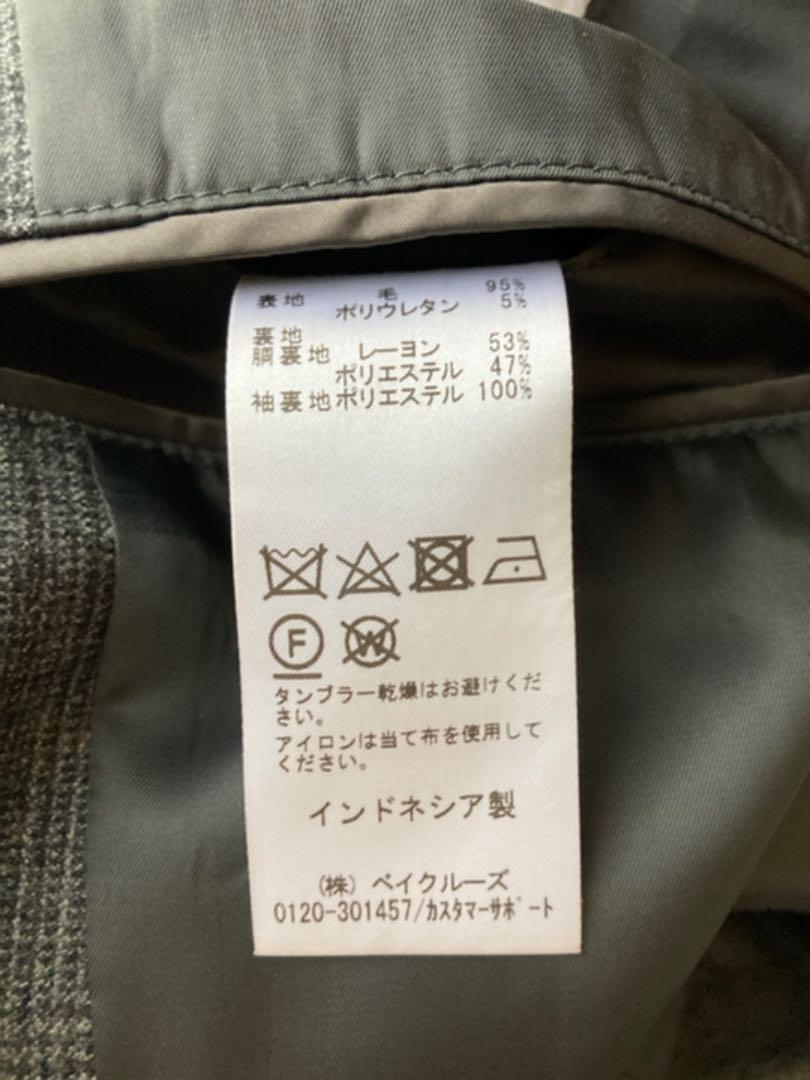 表地 毛 95%
ポリウレタン 5%
裏地
胴裏地 レーヨン 53%
ポリエステル 47%
袖裏地 ポリエステル 100%
F W
タンブラー乾燥はお避けくだ
さい。
アイロンは当て布を使用して
ください。
インドネシア製
(株) ベイクルーズ
0120-301457/カスタマーサポート